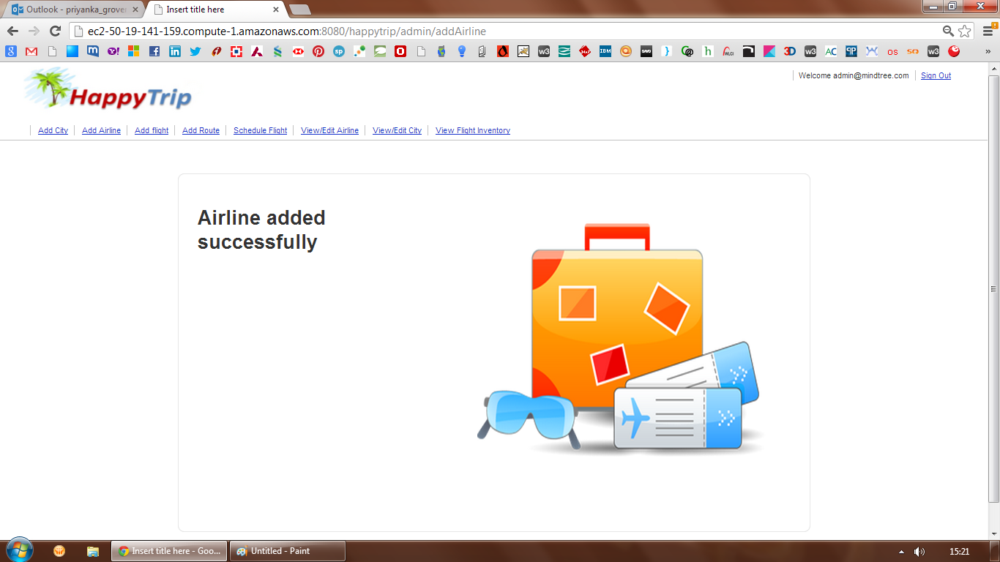 Outlook - priyanka_grove
Insert title here
ec2-50-19-141-159.compute-1.amazonaws.com:8080/happytrip/admin/addAirline
HappyTrip
Welcome admin@mindtree.com
Sign Out
Add City
Add Airline
Add flight
Add Route
Schedule Flight
View/Edit Airline
View/Edit City
View Flight Inventory
Airline added
successfully
Insert title here - Goo...
Untitled - Paint
15:21